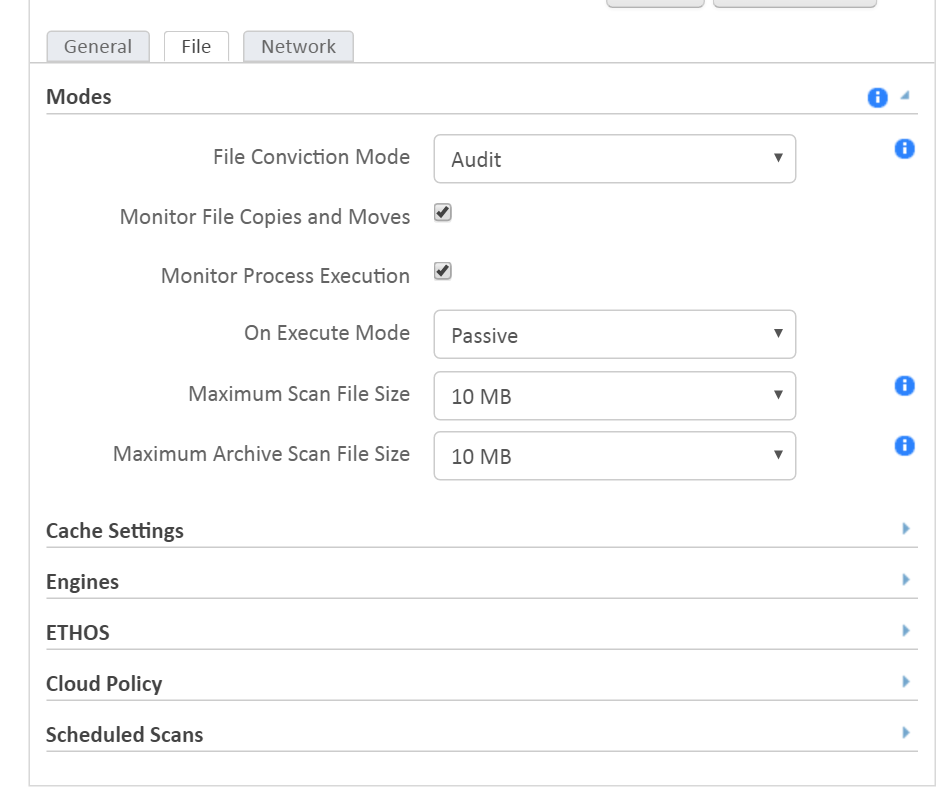 General File Network
Modes
File Conviction Mode Audit
Monitor File Copies and Moves
Monitor Process Execution
On Execute Mode Passive
Maximum Scan File Size 10 MB
Maximum Archive Scan File Size 10 MB
Cache Settings
Engines
ETHOS
Cloud Policy
Scheduled Scans